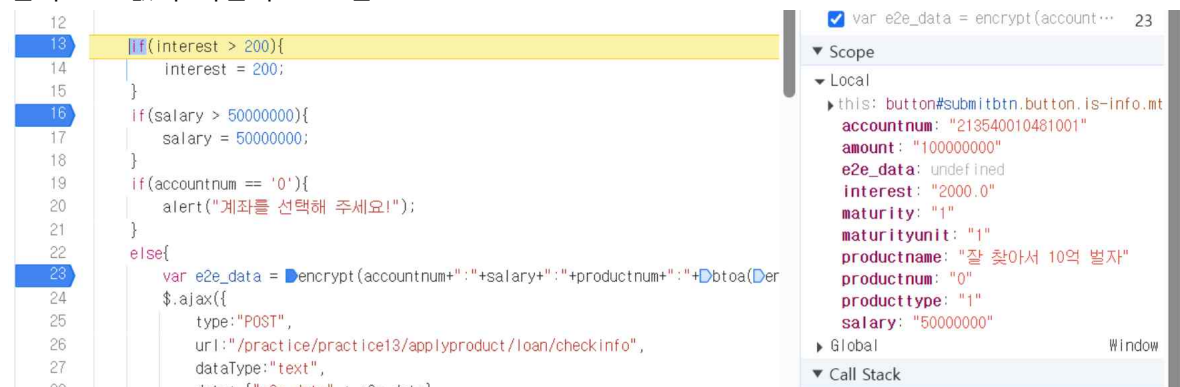 12
13 if(interest > 200){
14 interest = 200;
15 }
16 if(salary > 50000000){
17 salary = 50000000;
18 }
19 if(accountnum == '0'){
20 alert("계좌를 선택해 주세요!");
21 }
22 else{
23 var e2e_data = encrypt(accountnum+":"+salary+":"+productnum+":"+btoa(er
24 $.ajax({
25 type:"POST",
26 url:"/practice/practice13/applyproduct/loan/checkinfo",
27 dataType:"text",
var e2e_data = encrypt(account… 23
▼ Scope
▼ Local
▶this: button#submitbtn.button.is-info.mt
accountnum: "213540010481001"
amount: "100000000"
e2e_data: undefined
interest: "2000.0"
maturity: "1"
maturityunit: "1"
productname: "잘 찾아서 10억 벌자"
productnum: "0"
producttype: "1"
salary: "50000000"
▶ Global Window
▼ Call Stack